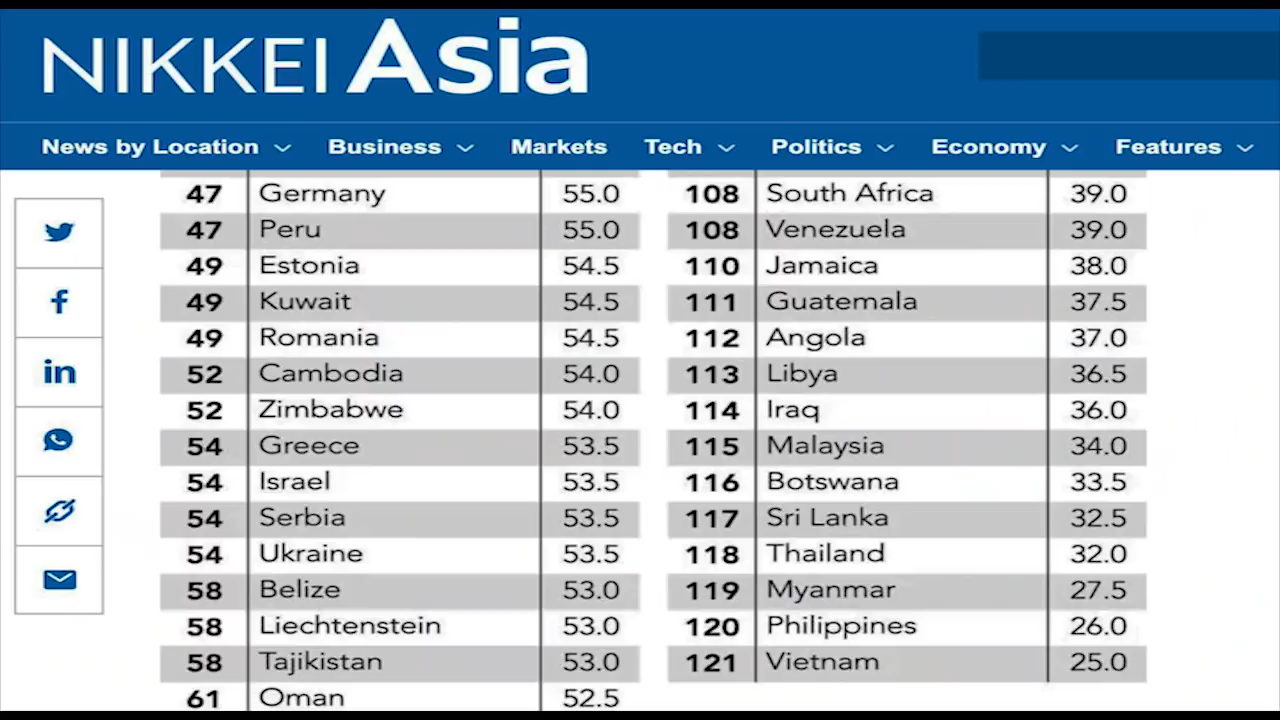 NIKKEI Asia
News by Location Business Markets Tech Politics Economy Features
47 Germany 55.0 108 South Africa 39.0
47 Peru 55.0 108 Venezuela 39.0
49 Estonia 54.5 110 Jamaica 38.0
49 Kuwait 54.5 111 Guatemala 37.5
49 Romania 54.5 112 Angola 37.0
52 Cambodia 54.0 113 Libya 36.5
52 Zimbabwe 54.0 114 Iraq 36.0
54 Greece 53.5 115 Malaysia 34.0
54 Israel 53.5 116 Botswana 33.5
54 Serbia 53.5 117 Sri Lanka 32.5
54 Ukraine 53.5 118 Thailand 32.0
58 Belize 53.0 119 Myanmar 27.5
58 Liechtenstein 53.0 120 Philippines 26.0
58 Tajikistan 53.0 121 Vietnam 25.0
61 Oman 52.5